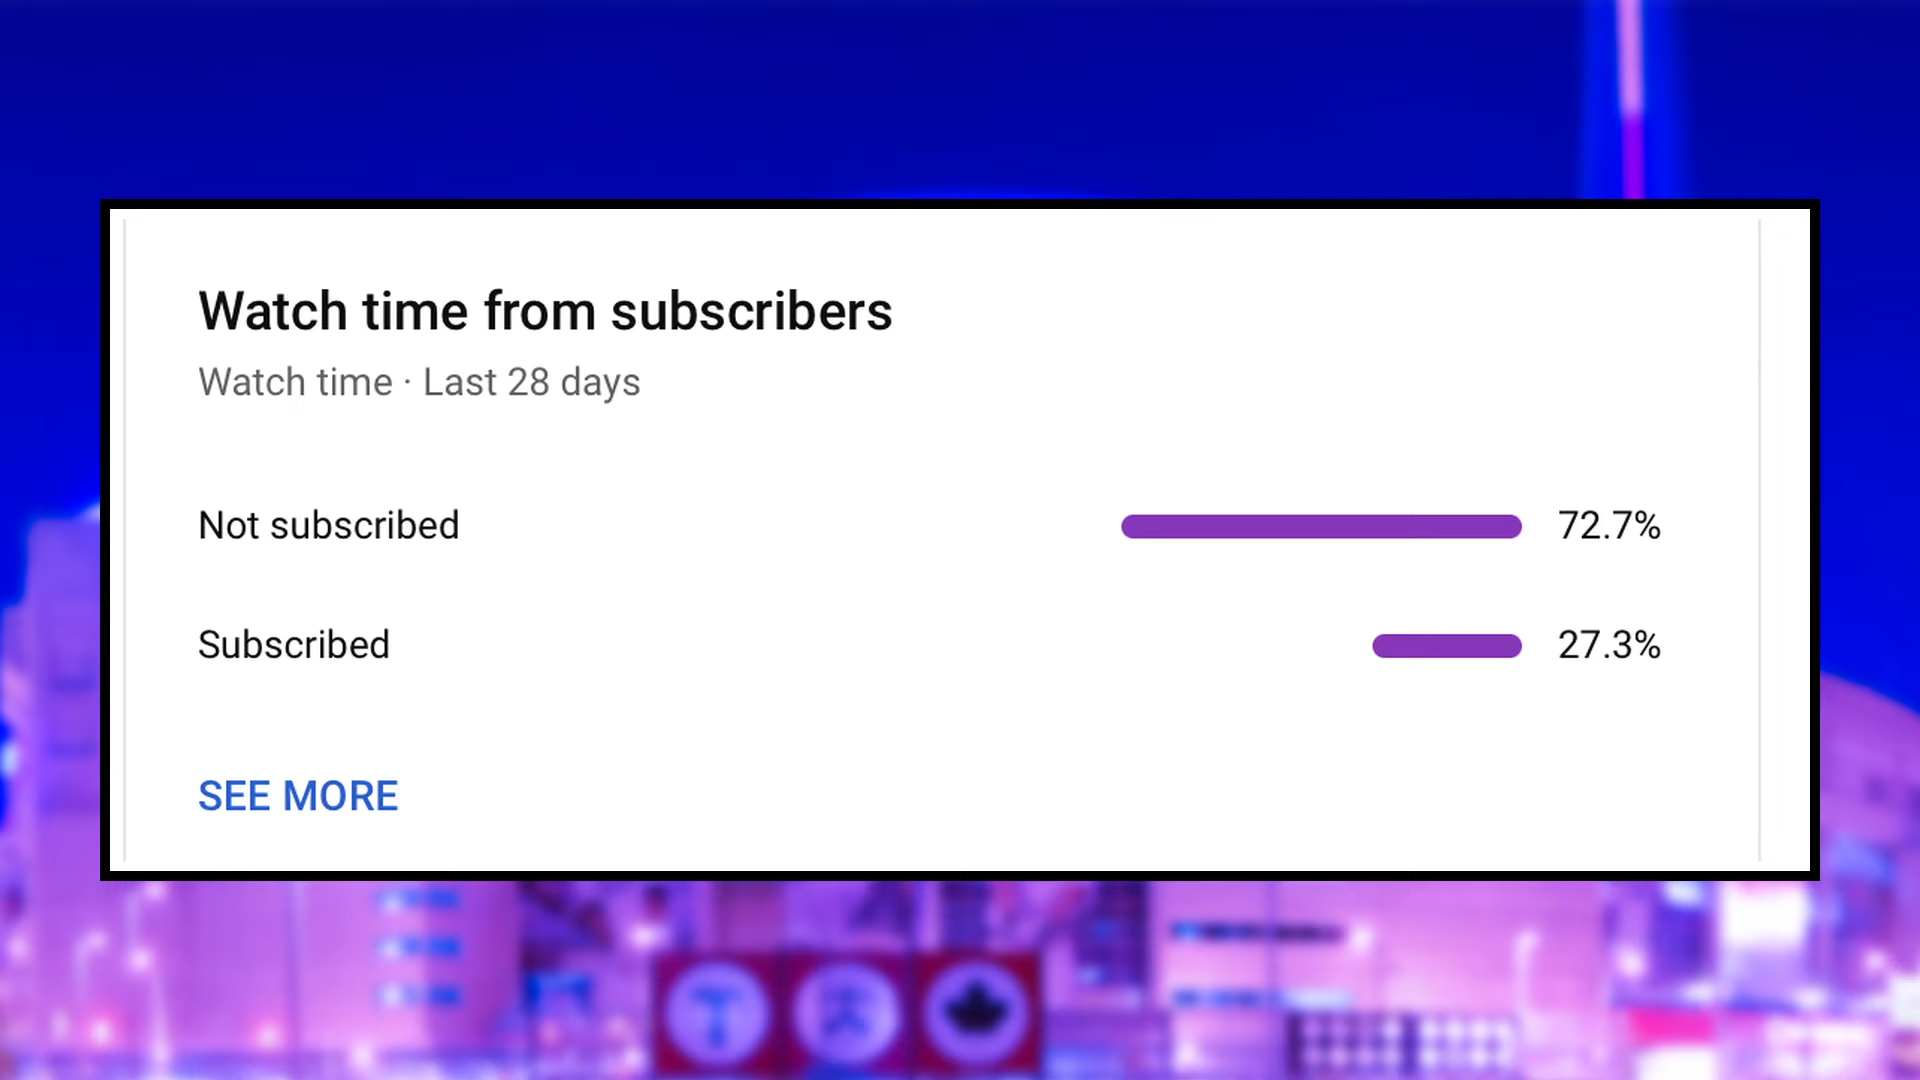 Watch time from subscribers
Watch time · Last 28 days
Not subscribed 72.7%
Subscribed 27.3%
SEE MORE